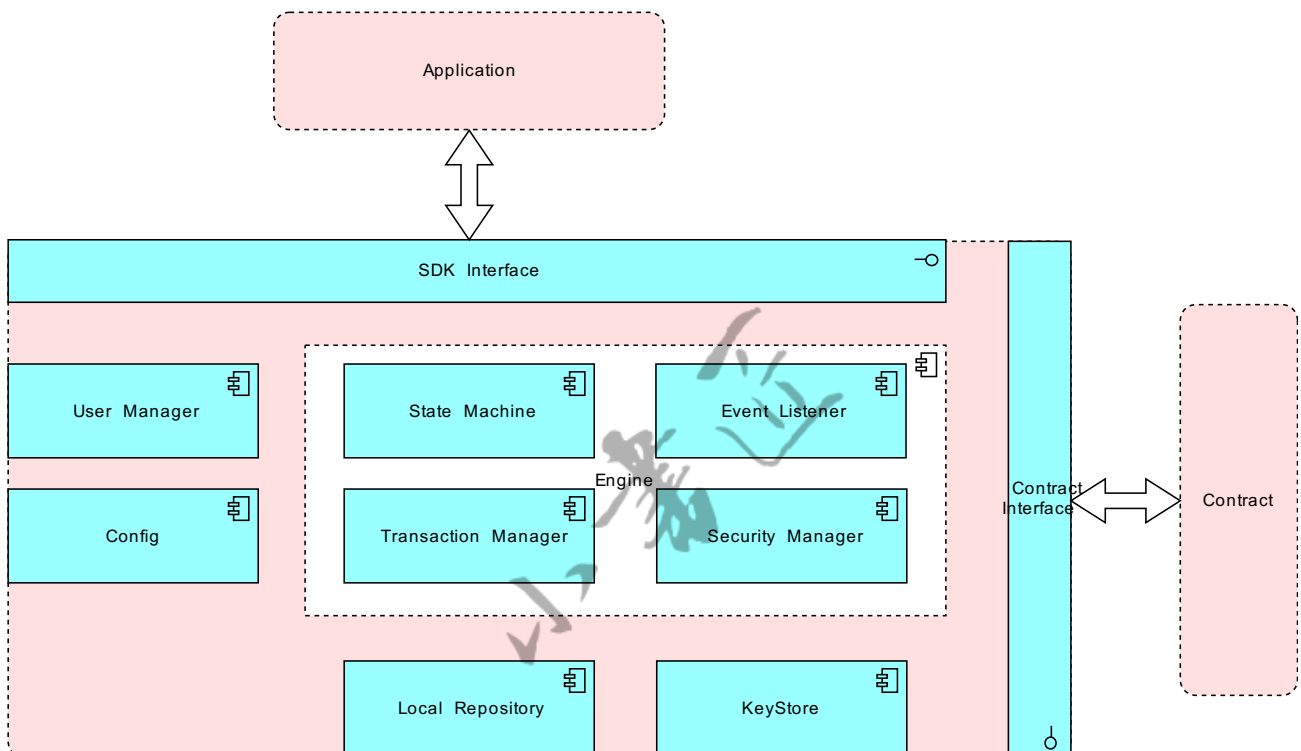 Application
SDK Interface
User Manager
State Machine
Event Listener
Engine
Contract
Interface
Contract
Config
Transaction Manager
Security Manager
Local Repository
KeyStore